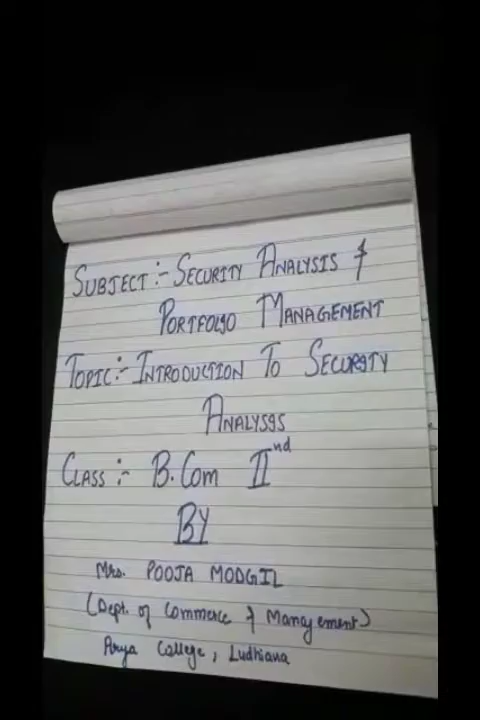 SUBJECT :- SECURITY ANALYSIS &
PORTFOLIO MANAGEMENT
TOPIC :- INTRODUCTION TO SECURITY
ANALYSIS
CLASS :- B.Com IInd
BY
Mrs. POOJA MODGIL
(Dept. of Commerce & Management)
Arya College, Ludhiana